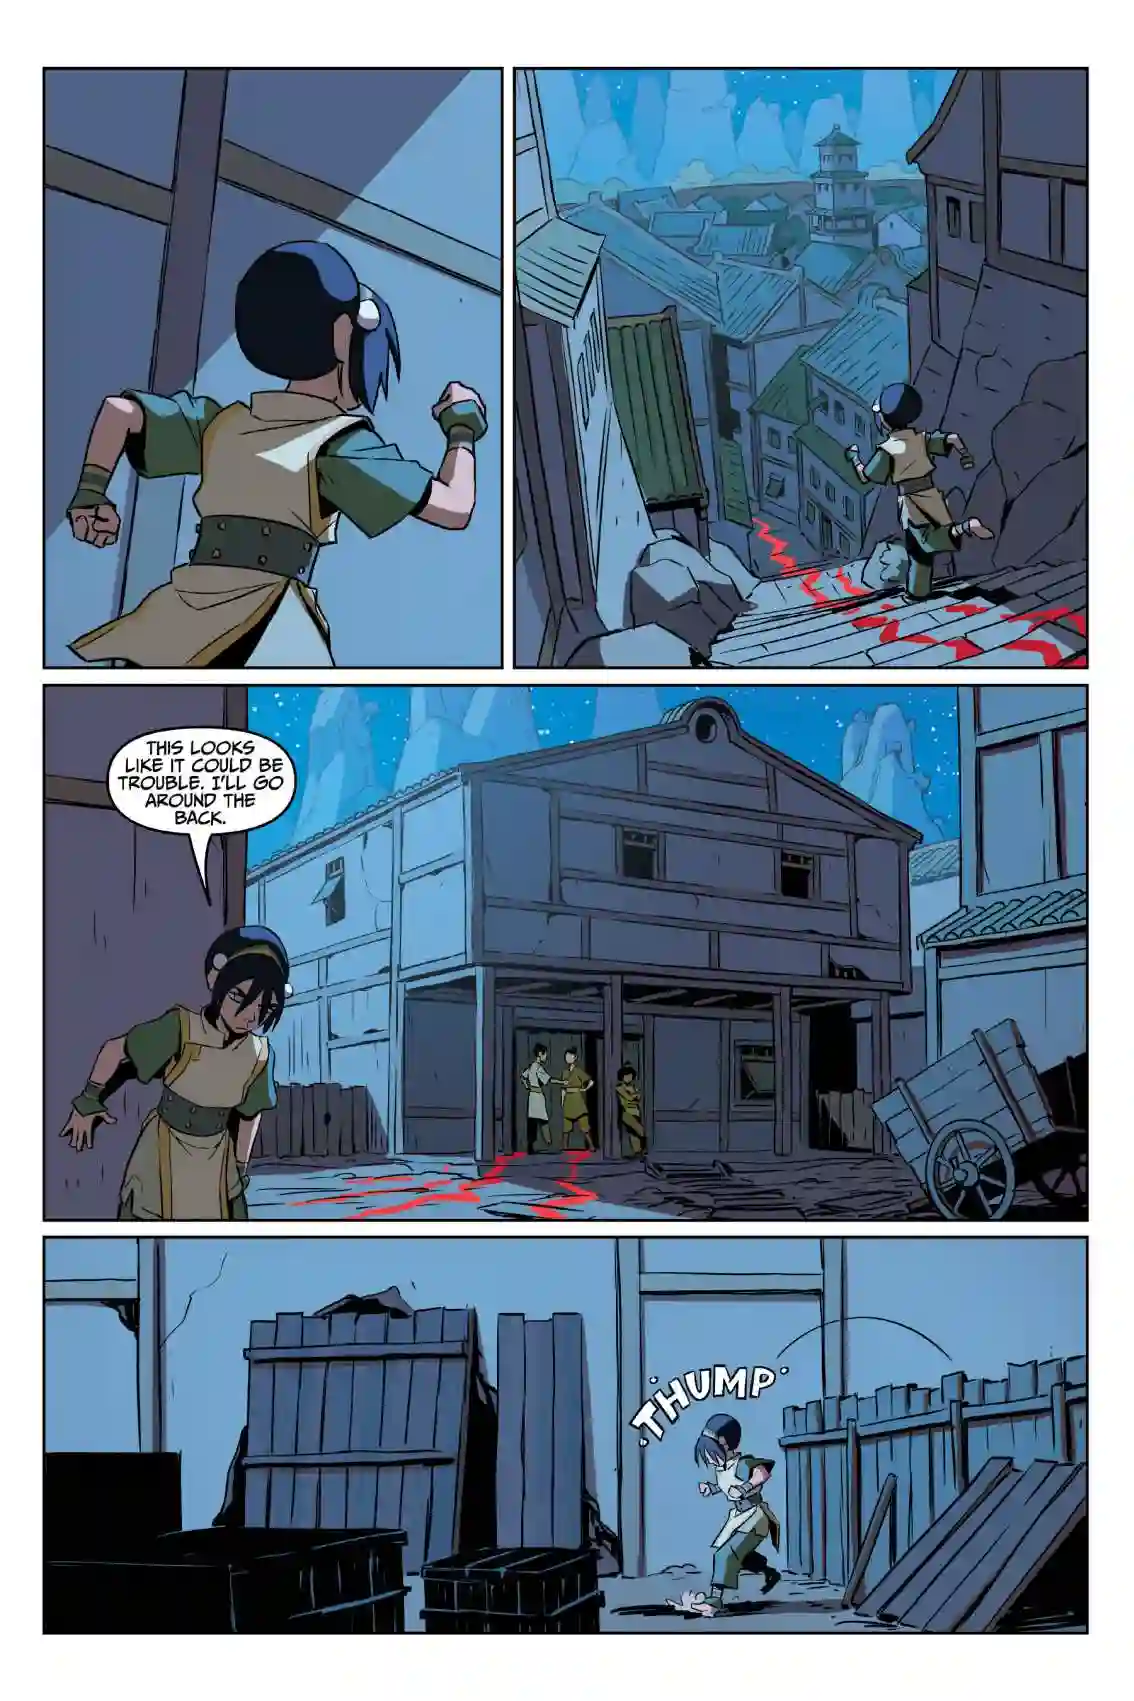 THIS LOOKS
LIKE IT COULD BE
TROUBLE. I'LL GO
AROUND THE
BACK.
THUMP